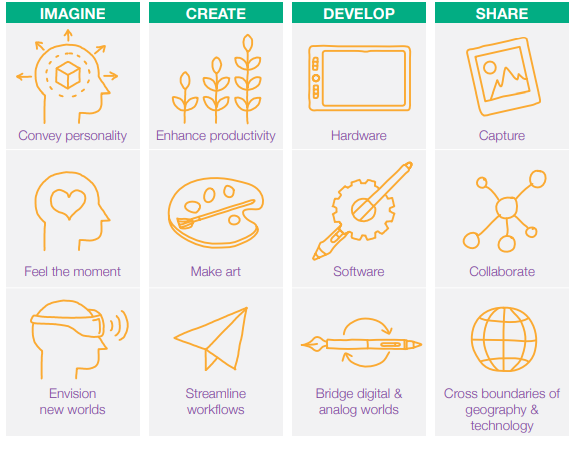 IMAGINE
CREATE
DEVELOP
SHARE
Convey personality
Enhance productivity
Hardware
Capture
Feel the moment
Make art
Software
Collaborate
Envision
new worlds
Streamline
workflows
Bridge digital &
analog worlds
Cross boundaries of
geography &
technology